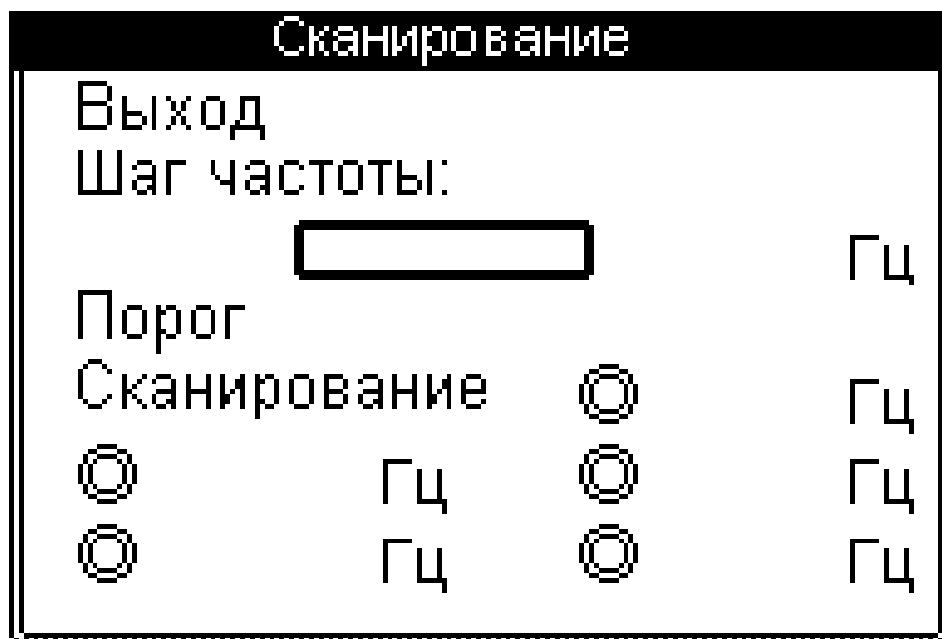 Сканирование
Выход
Шаг частоты:
Гц
Порог
Сканирование Гц
Гц Гц
Гц Гц